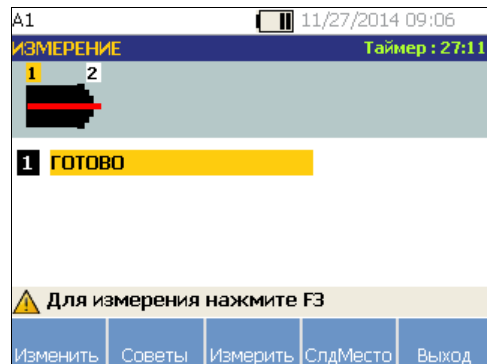 A1 11/27/2014 09:06
ИЗМЕРЕНИЕ Таймер : 27:11
1 2
1 ГОТОВО
Для измерения нажмите F3
Изменить Советы Измерить СлдМесто Выход